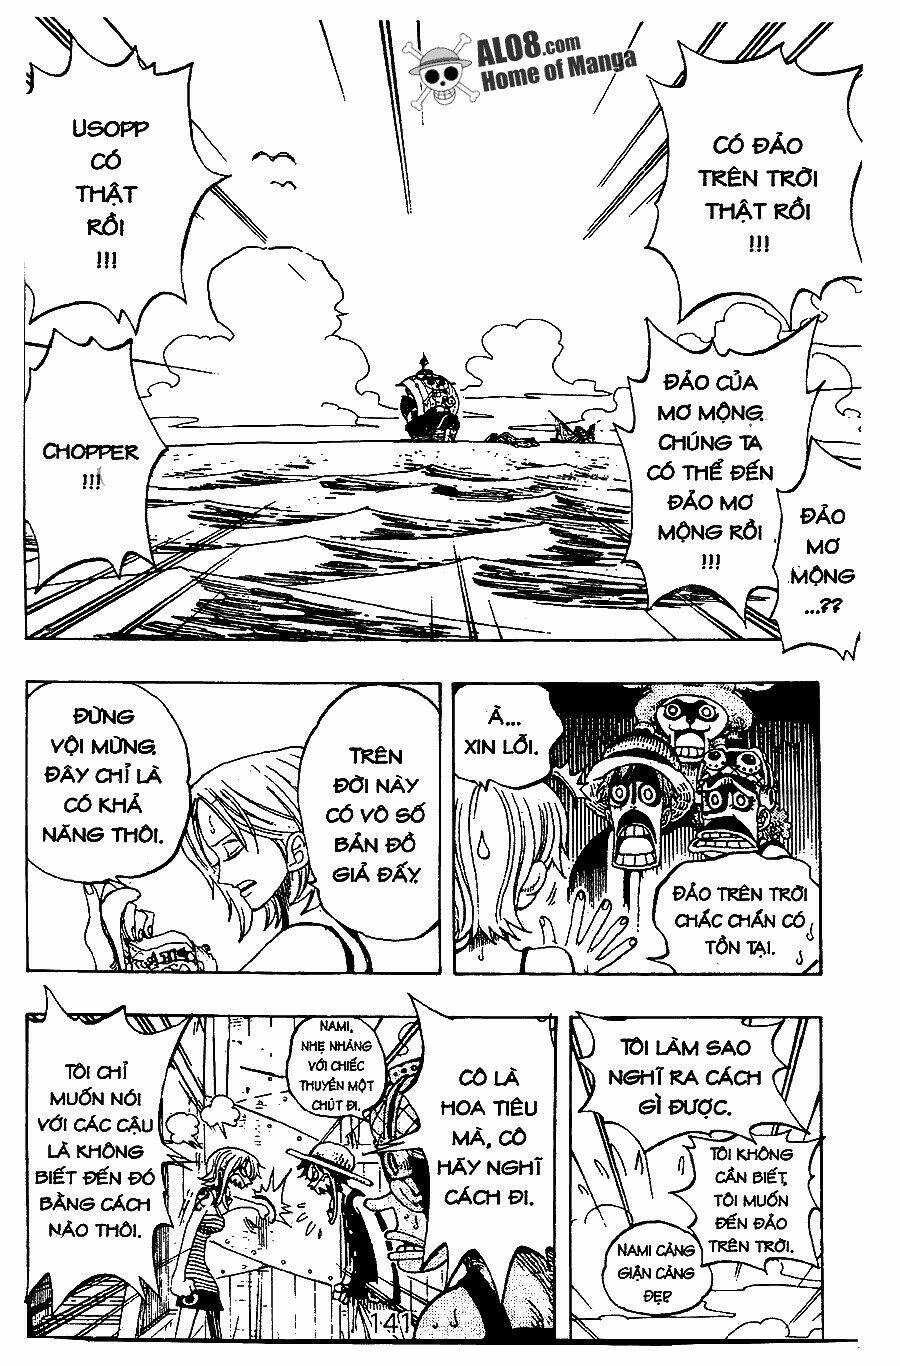 ALO8.com
Home of Manga
CÓ ĐẢO
TRÊN TRỜI
THẬT RỒI
!!!
USOPP
CÓ
THẬT
RỒI
!!!
ĐẢO CỦA
MƠ MỘNG.
CHÚNG TA
CÓ THỂ ĐẾN
ĐẢO MƠ
MỘNG RỒI
!!!
ĐẢO
MƠ
MỘNG
...??
CHOPPER
!!!
À...
XIN LỖI.
ĐẢO TRÊN TRỜI
CHẮC CHẮN CÓ
TỒN TẠI.
TRÊN
ĐỜI NÀY
CÓ VÔ SỐ
BẢN ĐỒ
GIẢ ĐẤY.
ĐỪNG
VỘI MỪNG.
ĐÂY CHỈ LÀ
CÓ KHẢ
NĂNG THÔI.
TÔI LÀM SAO
NGHĨ RA CÁCH
GÌ ĐƯỢC.
TÔI KHÔNG
CẦN BIẾT,
TÔI MUỐN
ĐẾN ĐẢO
TRÊN TRỜI.
NAMI CÀNG
GIẬN CÀNG
ĐẸP
CÔ LÀ
HOA TIÊU
MÀ, CÔ
HÃY NGHĨ
CÁCH ĐI.
NAMI,
NHẸ NHÀNG
VỚI CHIẾC
THUYỀN MỘT
CHÚT ĐI.
TÔI CHỈ
MUỐN NÓI
VỚI CÁC CẬU
LÀ KHÔNG
BIẾT ĐẾN ĐÓ
BẰNG CÁCH
NÀO THÔI.
141